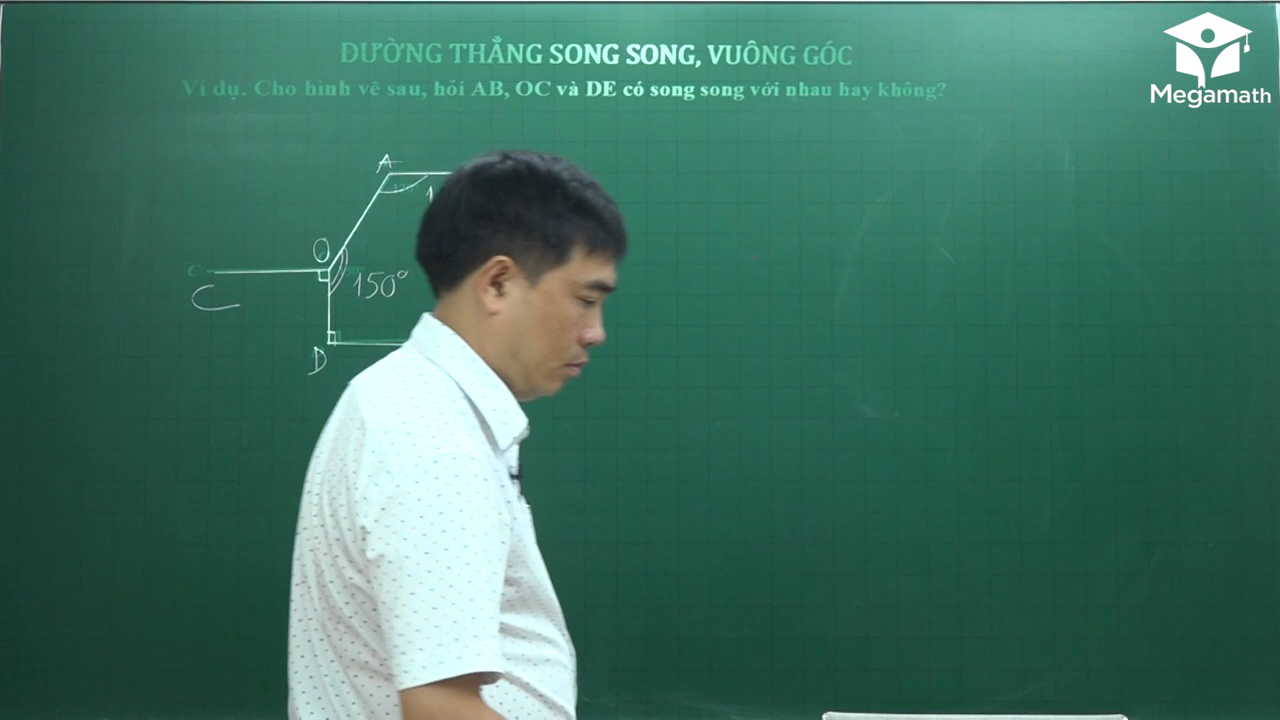 Megamath
ĐƯỜNG THẲNG SONG SONG, VUÔNG GÓC
Ví dụ. Cho hình vẽ sau, hỏi AB, OC và DE có song song với nhau hay không?
A
O
C
150°
C
D